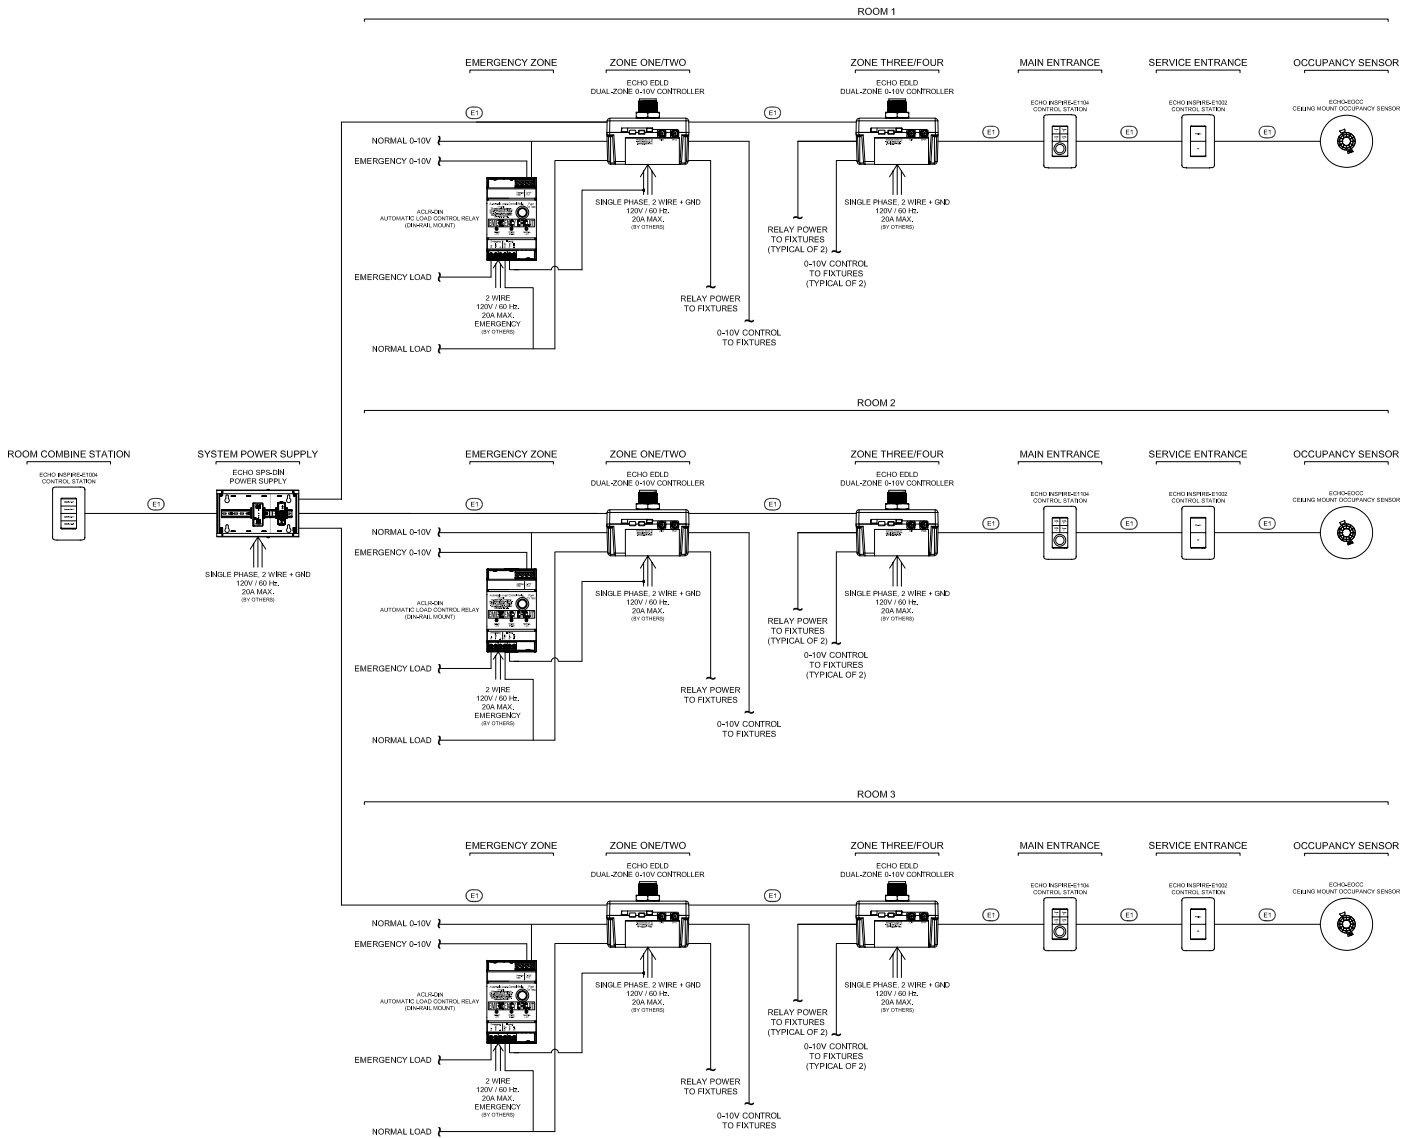 ROOM 1
EMERGENCY ZONE
ZONE ONE/TWO
ZONE THREE/FOUR
MAIN ENTRANCE
SERVICE ENTRANCE
OCCUPANCY SENSOR
ECHO EDLD
DUAL-ZONE 0-10V CONTROLLER
ECHO EDLD
DUAL-ZONE 0-10V CONTROLLER
ECHO INSPIRE-E1104
CONTROL STATION
ECHO INSPIRE-E1002
CONTROL STATION
ECHO-EOCC
CEILING MOUNT OCCUPANCY SENSOR
E1
E1
E1
E1
E1
NORMAL 0-10V
EMERGENCY 0-10V
ACLR-DIN
AUTOMATIC LOAD CONTROL RELAY
(DIN-RAIL MOUNT)
EMERGENCY LOAD
2 WIRE
120V / 60 Hz.
20A MAX.
EMERGENCY
(BY OTHERS)
NORMAL LOAD
SINGLE PHASE, 2 WIRE + GND
120V / 60 Hz.
20A MAX.
(BY OTHERS)
RELAY POWER
TO FIXTURES
0-10V CONTROL
TO FIXTURES
SINGLE PHASE, 2 WIRE + GND
120V / 60 Hz.
20A MAX.
(BY OTHERS)
RELAY POWER
TO FIXTURES
(TYPICAL OF 2)
0-10V CONTROL
TO FIXTURES
(TYPICAL OF 2)
ROOM COMBINE STATION
ECHO INSPIRE-E1004
CONTROL STATION
E1
SYSTEM POWER SUPPLY
ECHO SPS-DIN
POWER SUPPLY
SINGLE PHASE, 2 WIRE + GND
120V / 60 Hz.
20A MAX.
(BY OTHERS)
ROOM 2
EMERGENCY ZONE
ZONE ONE/TWO
ZONE THREE/FOUR
MAIN ENTRANCE
SERVICE ENTRANCE
OCCUPANCY SENSOR
ECHO EDLD
DUAL-ZONE 0-10V CONTROLLER
ECHO EDLD
DUAL-ZONE 0-10V CONTROLLER
ECHO INSPIRE-E1104
CONTROL STATION
ECHO INSPIRE-E1002
CONTROL STATION
ECHO-EOCC
CEILING MOUNT OCCUPANCY SENSOR
E1
E1
E1
E1
E1
NORMAL 0-10V
EMERGENCY 0-10V
ACLR-DIN
AUTOMATIC LOAD CONTROL RELAY
(DIN-RAIL MOUNT)
EMERGENCY LOAD
2 WIRE
120V / 60 Hz.
20A MAX.
EMERGENCY
(BY OTHERS)
NORMAL LOAD
SINGLE PHASE, 2 WIRE + GND
120V / 60 Hz.
20A MAX.
(BY OTHERS)
RELAY POWER
TO FIXTURES
0-10V CONTROL
TO FIXTURES
SINGLE PHASE, 2 WIRE + GND
120V / 60 Hz.
20A MAX.
(BY OTHERS)
RELAY POWER
TO FIXTURES
(TYPICAL OF 2)
0-10V CONTROL
TO FIXTURES
(TYPICAL OF 2)
ROOM 3
EMERGENCY ZONE
ZONE ONE/TWO
ZONE THREE/FOUR
MAIN ENTRANCE
SERVICE ENTRANCE
OCCUPANCY SENSOR
ECHO EDLD
DUAL-ZONE 0-10V CONTROLLER
ECHO EDLD
DUAL-ZONE 0-10V CONTROLLER
ECHO INSPIRE-E1104
CONTROL STATION
ECHO INSPIRE-E1002
CONTROL STATION
ECHO-EOCC
CEILING MOUNT OCCUPANCY SENSOR
E1
E1
E1
E1
E1
NORMAL 0-10V
EMERGENCY 0-10V
ACLR-DIN
AUTOMATIC LOAD CONTROL RELAY
(DIN-RAIL MOUNT)
EMERGENCY LOAD
2 WIRE
120V / 60 Hz.
20A MAX.
EMERGENCY
(BY OTHERS)
NORMAL LOAD
SINGLE PHASE, 2 WIRE + GND
120V / 60 Hz.
20A MAX.
(BY OTHERS)
RELAY POWER
TO FIXTURES
0-10V CONTROL
TO FIXTURES
SINGLE PHASE, 2 WIRE + GND
120V / 60 Hz.
20A MAX.
(BY OTHERS)
RELAY POWER
TO FIXTURES
(TYPICAL OF 2)
0-10V CONTROL
TO FIXTURES
(TYPICAL OF 2)